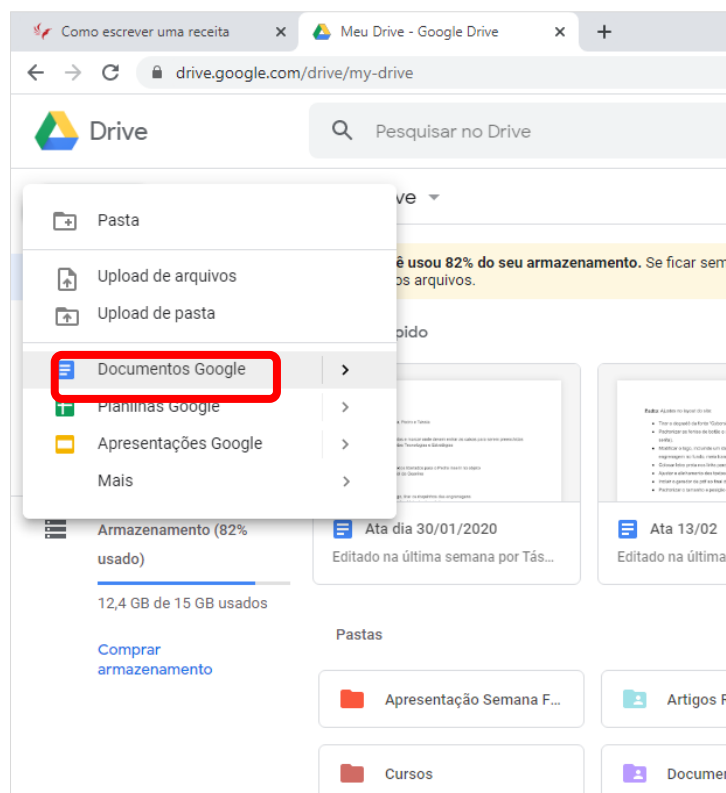 Como escrever uma receita
Meu Drive - Google Drive
drive.google.com/drive/my-drive
Drive
Pesquisar no Drive
ve
Pasta
Upload de arquivos
Upload de pasta
Documentos Google
Planilhas Google
Apresentações Google
Mais
ê usou 82% do seu armazenamento. Se ficar sem
os arquivos.
pido
Armazenamento (82%
usado)
12,4 GB de 15 GB usados
Comprar
armazenamento
Ata dia 30/01/2020
Editado na última semana por Tás...
Ata 13/02
Editado na última
Pastas
Apresentação Semana F...
Artigos R
Cursos
Documen